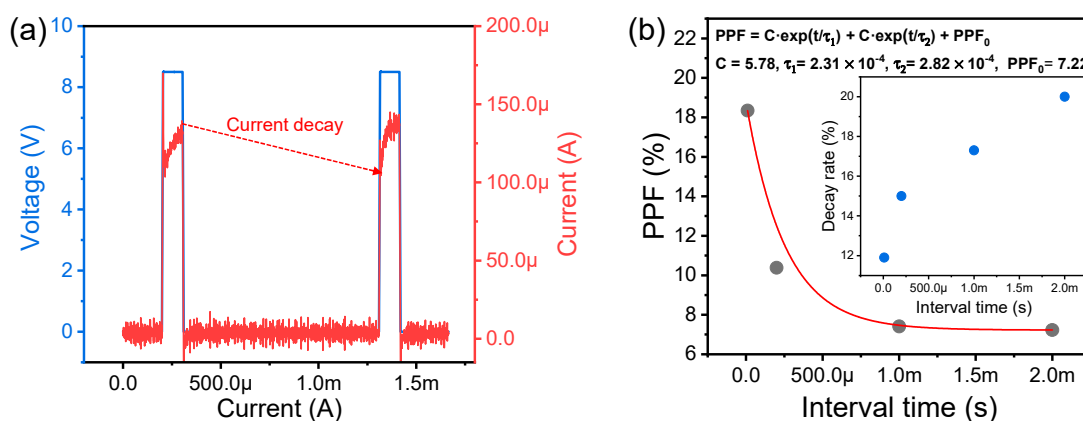 (a)
10
8
6
4
2
0
Voltage (V)
200.0μ
150.0μ
100.0μ
50.0μ
0.0
Current (A)
Current decay
0.0
500.0μ
1.0m
1.5m
Current (A)
(b)
22
20
18
16
14
12
10
8
6
PPF (%)
PPF = C·exp(t/τ1) + C·exp(t/τ2) + PPF0
C = 5.78, τ1= 2.31 × 10-4, τ2= 2.82 × 10-4, PPF0= 7.22
20
18
16
14
12
Decay rate (%)
0.0
500.0μ
1.0m
1.5m
2.0m
Interval time (s)
0.0
500.0μ
1.0m
1.5m
2.0m
Interval time (s)